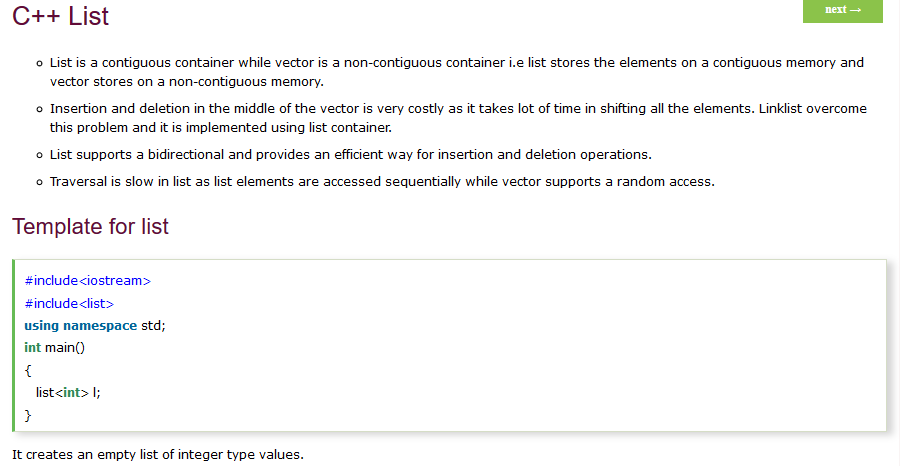 C++ List
next →
List is a contiguous container while vector is a non-contiguous container i.e list stores the elements on a contiguous memory and
vector stores on a non-contiguous memory.
Insertion and deletion in the middle of the vector is very costly as it takes lot of time in shifting all the elements. Linklist overcome
this problem and it is implemented using list container.
List supports a bidirectional and provides an efficient way for insertion and deletion operations.
Traversal is slow in list as list elements are accessed sequentially while vector supports a random access.
Template for list
#include<iostream>
#include<list>
using namespace std;
int main()
{
list<int> l;
}
It creates an empty list of integer type values.